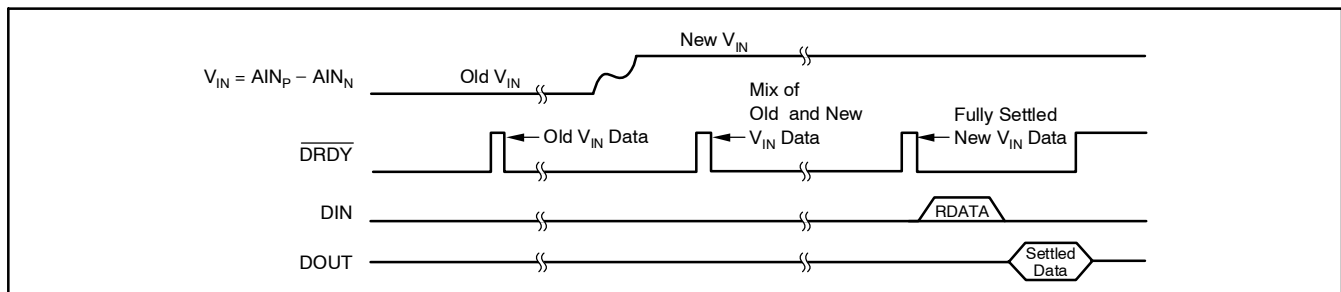 New V_IN
V_IN = AIN_P − AIN_N
Old V_IN
Mix of
Old and New
V_IN Data
Fully Settled
New V_IN Data
Old V_IN Data
DRDY
DIN
RDATA
DOUT
Settled
Data